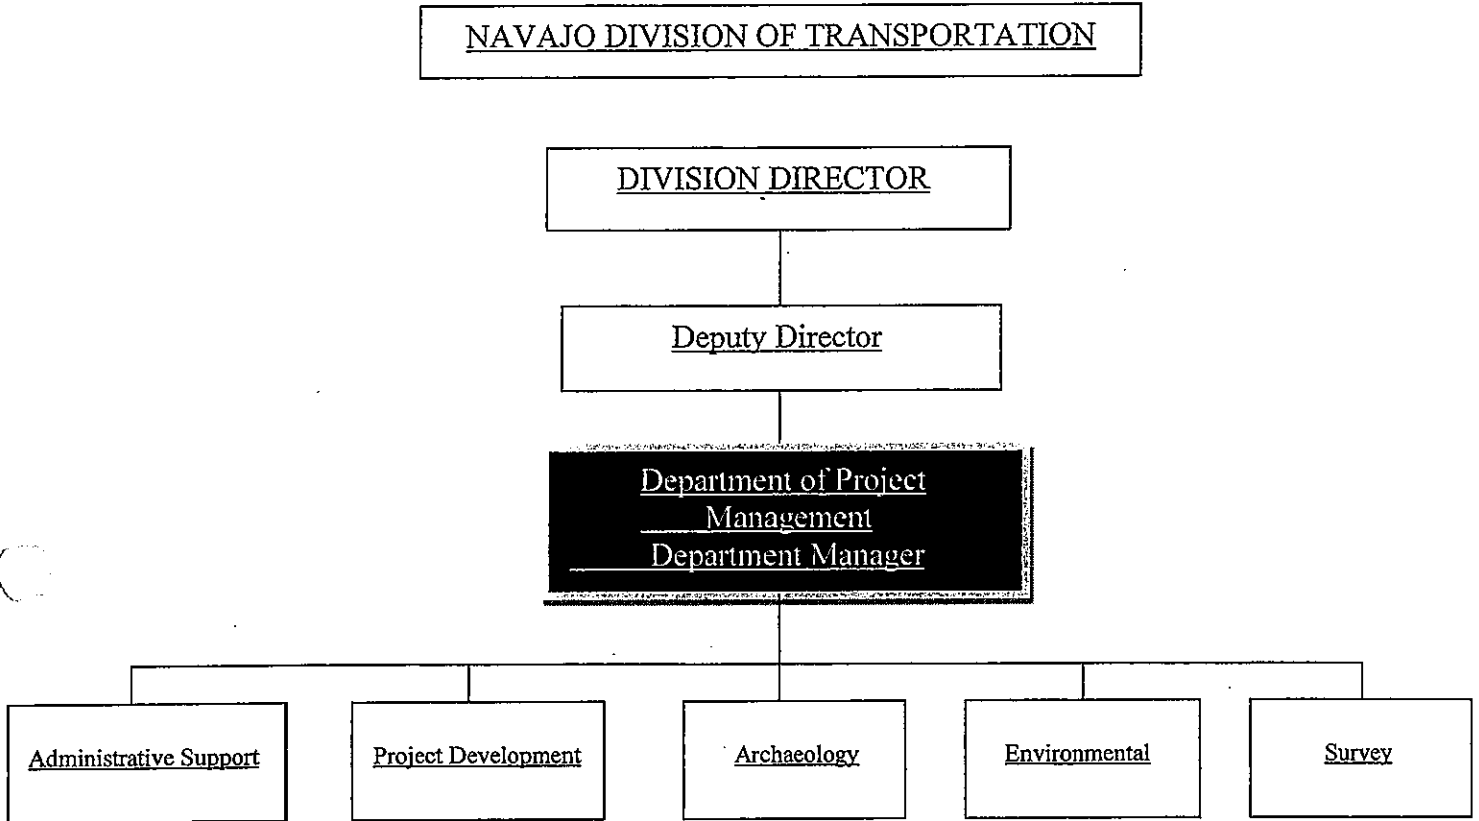 NAVAJO DIVISION OF TRANSPORTATION
DIVISION DIRECTOR
Deputy Director
Department of Project
Management
Department Manager
Administrative Support
Project Development
Archaeology
Environmental
Survey